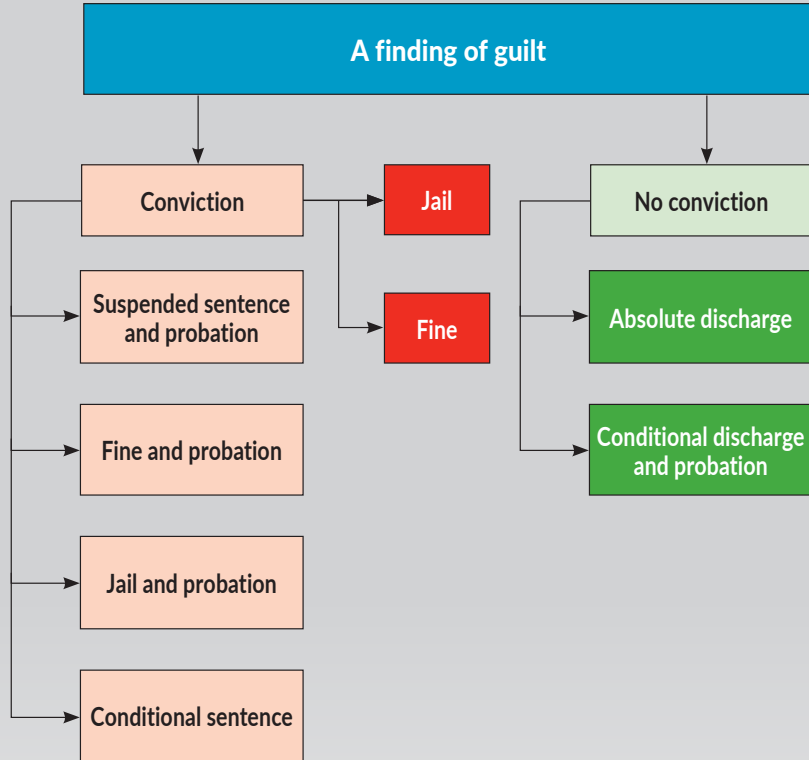 A finding of guilt
Conviction
Jail
No conviction
Suspended sentence
and probation
Fine
Absolute discharge
Fine and probation
Conditional discharge
and probation
Jail and probation
Conditional sentence